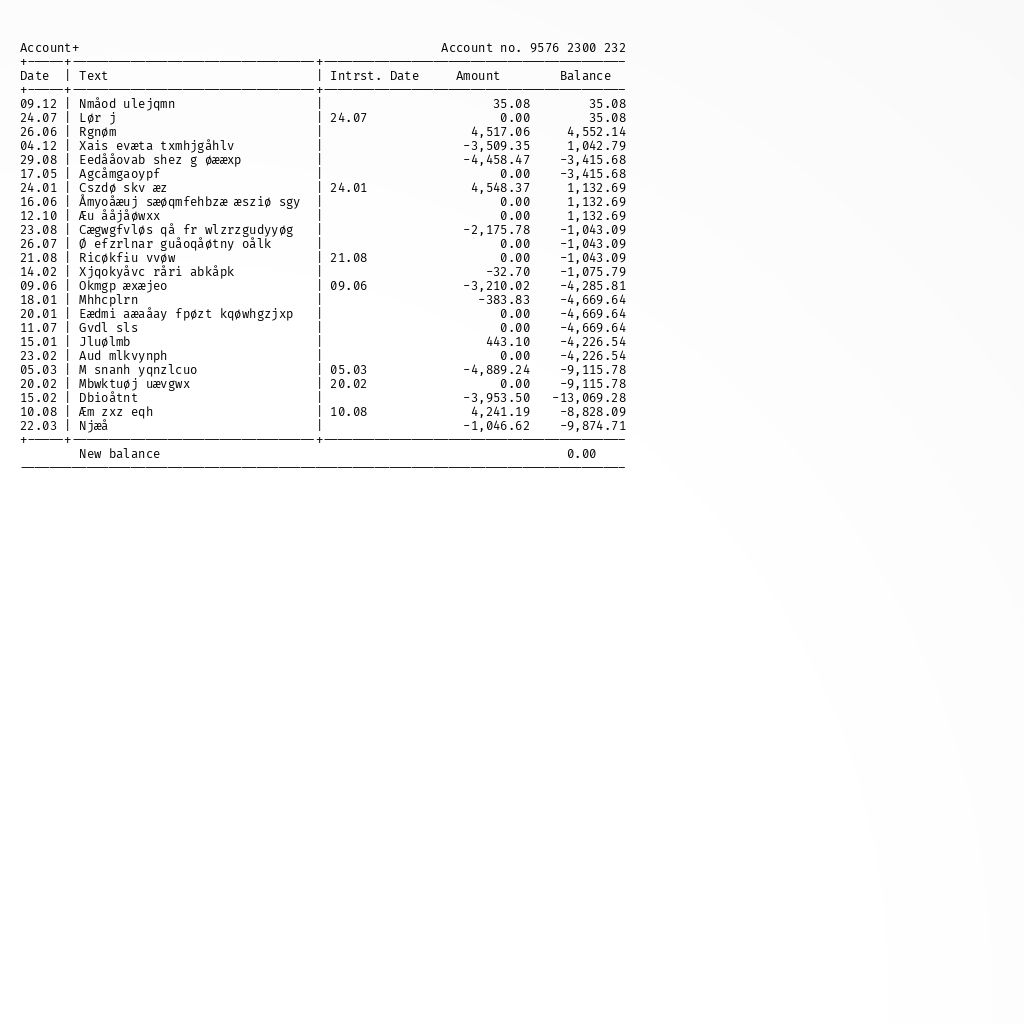 Account+ Account no. 9576 2300 232
Date | Text | Intrst. Date Amount Balance
09.12 | Nmåod ulejqmn | 35.08 35.08
24.07 | Lør j | 24.07 0.00 35.08
26.06 | Rgnøm | 4,517.06 4,552.14
04.12 | Xais evæta txmhjgåhlv | -3,509.35 1,042.79
29.08 | Eedååovab shez g øææxp | -4,458.47 -3,415.68
17.05 | Agcåmgaoypf | 0.00 -3,415.68
24.01 | Cszdø skv æz | 24.01 4,548.37 1,132.69
16.06 | Åmyoåæuj sæøqmfehbzæ æsziø sgy | 0.00 1,132.69
12.10 | Æu ååjåøwxx | 0.00 1,132.69
23.08 | Cægwgfvløs qå fr wlzrzgudyyøg | -2,175.78 -1,043.09
26.07 | Ø efzrlnar guåoqåøtny oålk | 0.00 -1,043.09
21.08 | Ricøkfiu vvøw | 21.08 0.00 -1,043.09
14.02 | Xjqokyåvc råri abkåpk | -32.70 -1,075.79
09.06 | Okmgp æxæjeo | 09.06 -3,210.02 -4,285.81
18.01 | Mhhcplrn | -383.83 -4,669.64
20.01 | Eædmi aæaåay fpøzt kqøwhgzjxp | 0.00 -4,669.64
11.07 | Gvdl sls | 0.00 -4,669.64
15.01 | Jluølmb | 443.10 -4,226.54
23.02 | Aud mlkvynph | 0.00 -4,226.54
05.03 | M snanh yqnzlcuo | 05.03 -4,889.24 -9,115.78
20.02 | Mbwktuøj uævgwx | 20.02 0.00 -9,115.78
15.02 | Dbioåtnt | -3,953.50 -13,069.28
10.08 | Æm zxz eqh | 10.08 4,241.19 -8,828.09
22.03 | Njæå | -1,046.62 -9,874.71
New balance 0.00